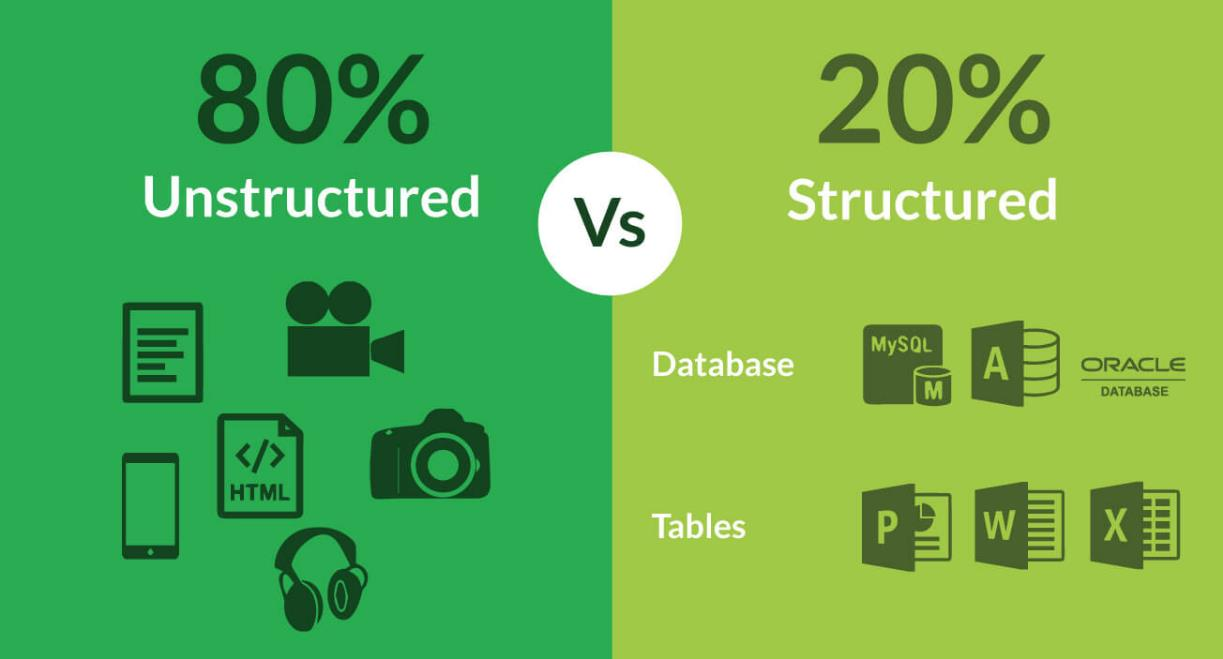 80%
Unstructured
HTML
Vs
20%
Structured
Database
MySQL
M
A
ORACLE
DATABASE
Tables
P
W
X